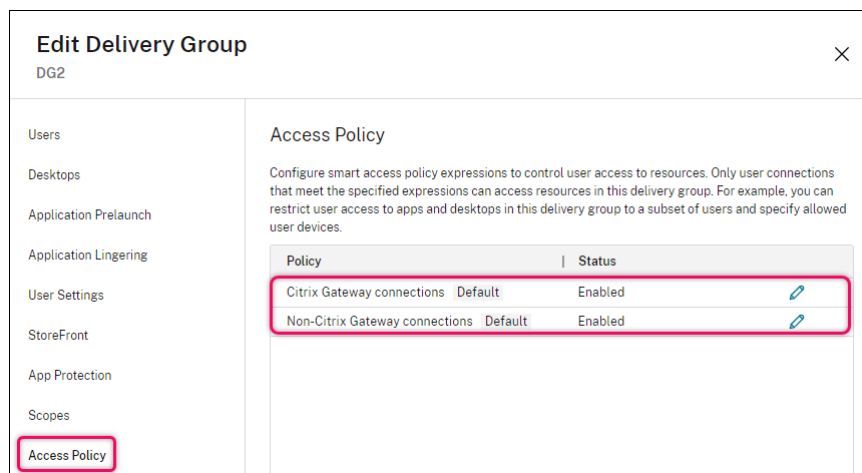 Edit Delivery Group
DG2
Users
Desktops
Application Prelaunch
Application Lingering
User Settings
StoreFront
App Protection
Scopes
Access Policy
Access Policy
Configure smart access policy expressions to control user access to resources. Only user connections
that meet the specified expressions can access resources in this delivery group. For example, you can
restrict user access to apps and desktops in this delivery group to a subset of users and specify allowed
user devices.
Policy | Status
Citrix Gateway connections Default Enabled
Non-Citrix Gateway connections Default Enabled